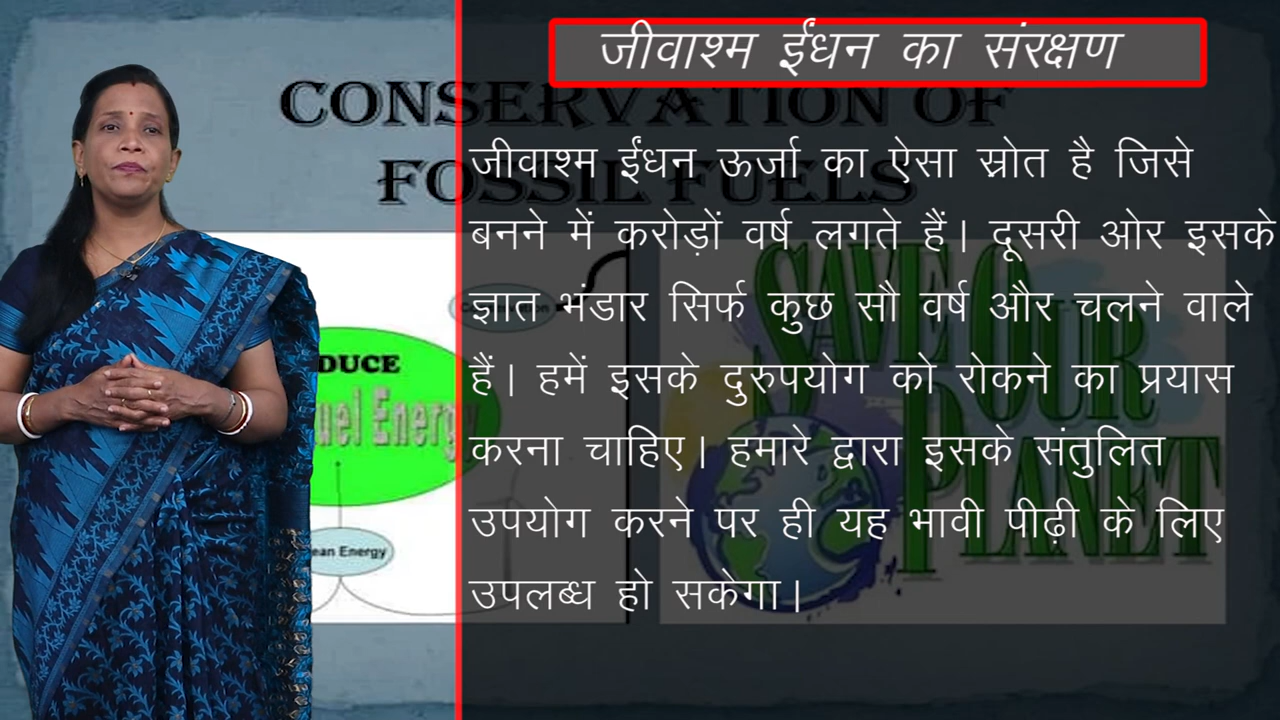 जीवाश्म ईंधन का संरक्षण
CONSERVATION OF
FOSSIL FUELS
जीवाश्म ईंधन ऊर्जा का ऐसा स्रोत है जिसे
बनने में करोड़ों वर्ष लगते हैं। दूसरी ओर इसके
ज्ञात भंडार सिर्फ कुछ सौ वर्ष और चलने वाले
हैं। हमें इसके दुरुपयोग को रोकने का प्रयास
करना चाहिए। हमारे द्वारा इसके संतुलित
उपयोग करने पर ही यह भावी पीढ़ी के लिए
उपलब्ध हो सकेगा।
DUCE
uel Energy
ean Energy
SAVE OUR
PLANET